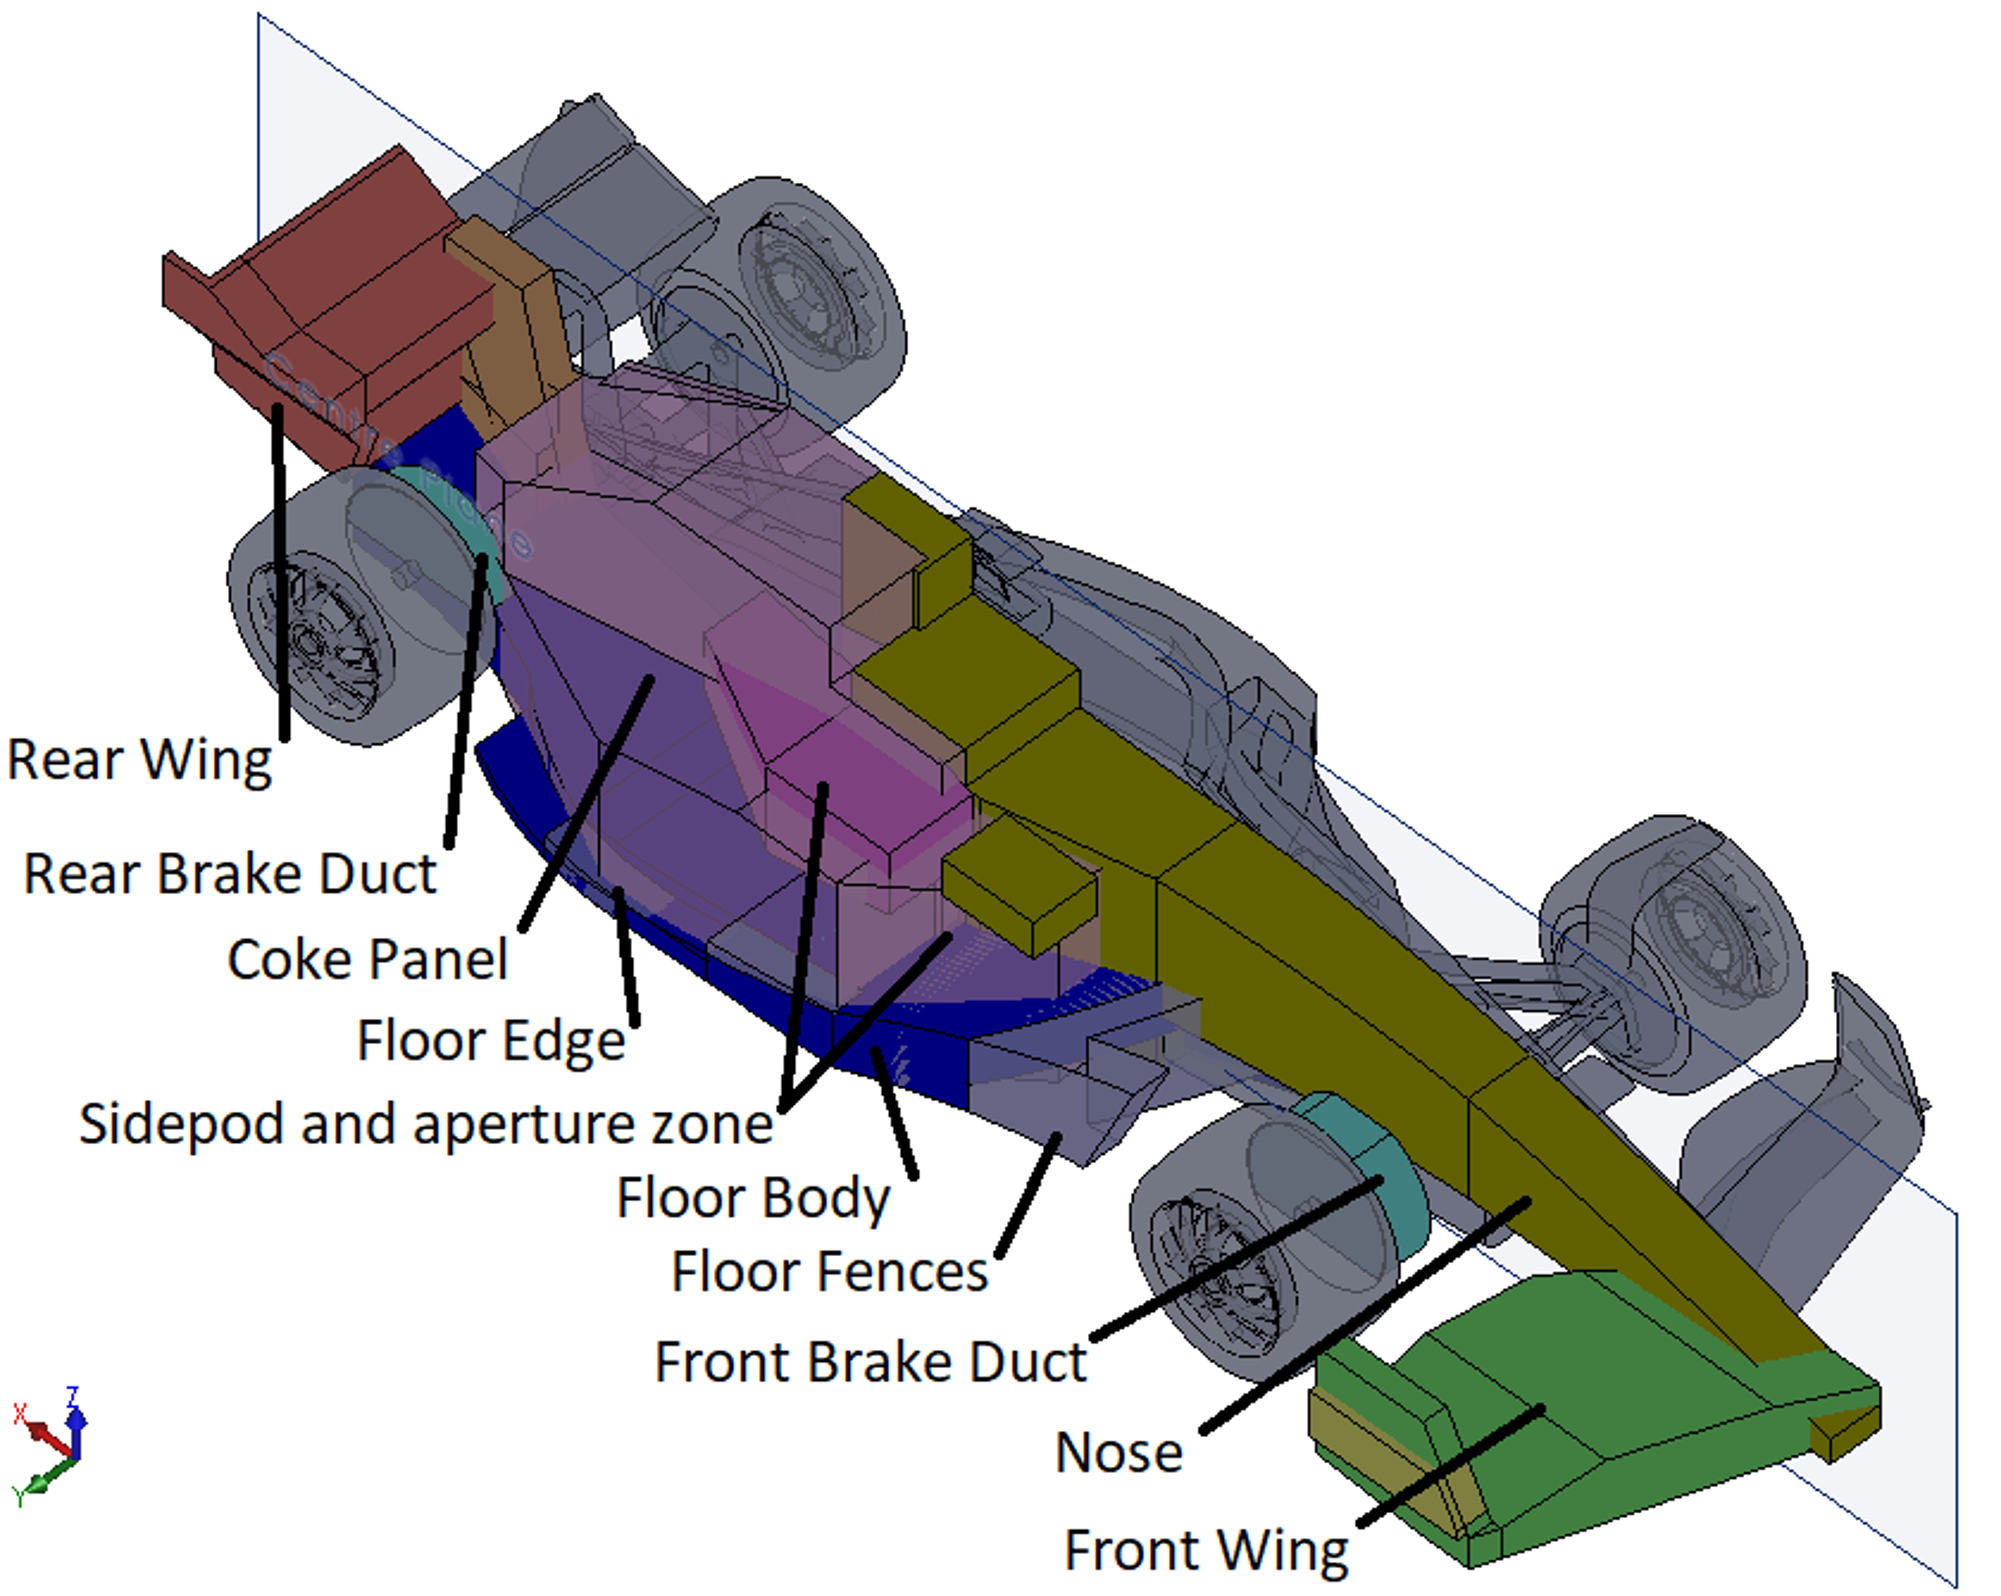 Centre Plane
Rear Wing
Rear Brake Duct
Coke Panel
Floor Edge
Sidepod and aperture zone
Floor Body
Floor Fences
Front Brake Duct
Nose
Front Wing
Z
X
Y